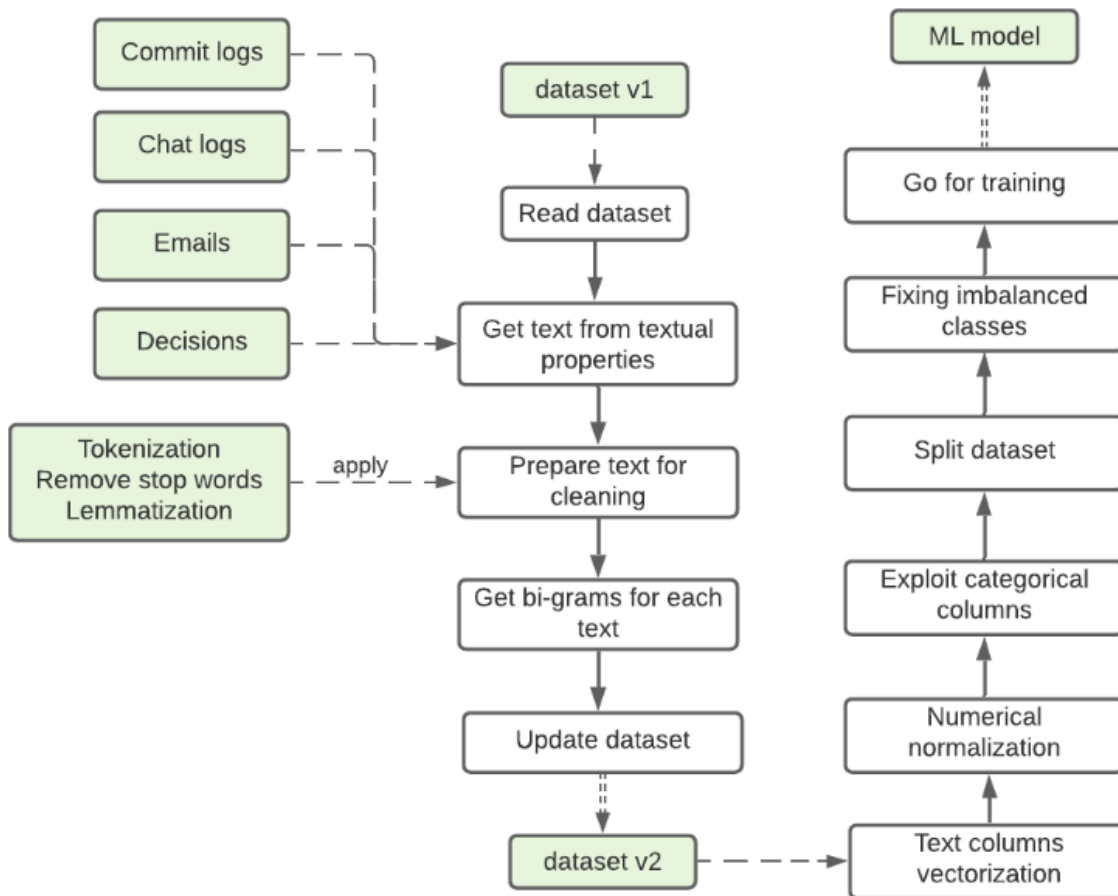 Commit logs
Chat logs
Emails
Decisions
Tokenization
Remove stop words
Lemmatization
apply
dataset v1
Read dataset
Get text from textual
properties
Prepare text for
cleaning
Get bi-grams for each
text
Update dataset
dataset v2
ML model
Go for training
Fixing imbalanced
classes
Split dataset
Exploit categorical
columns
Numerical
normalization
Text columns
vectorization